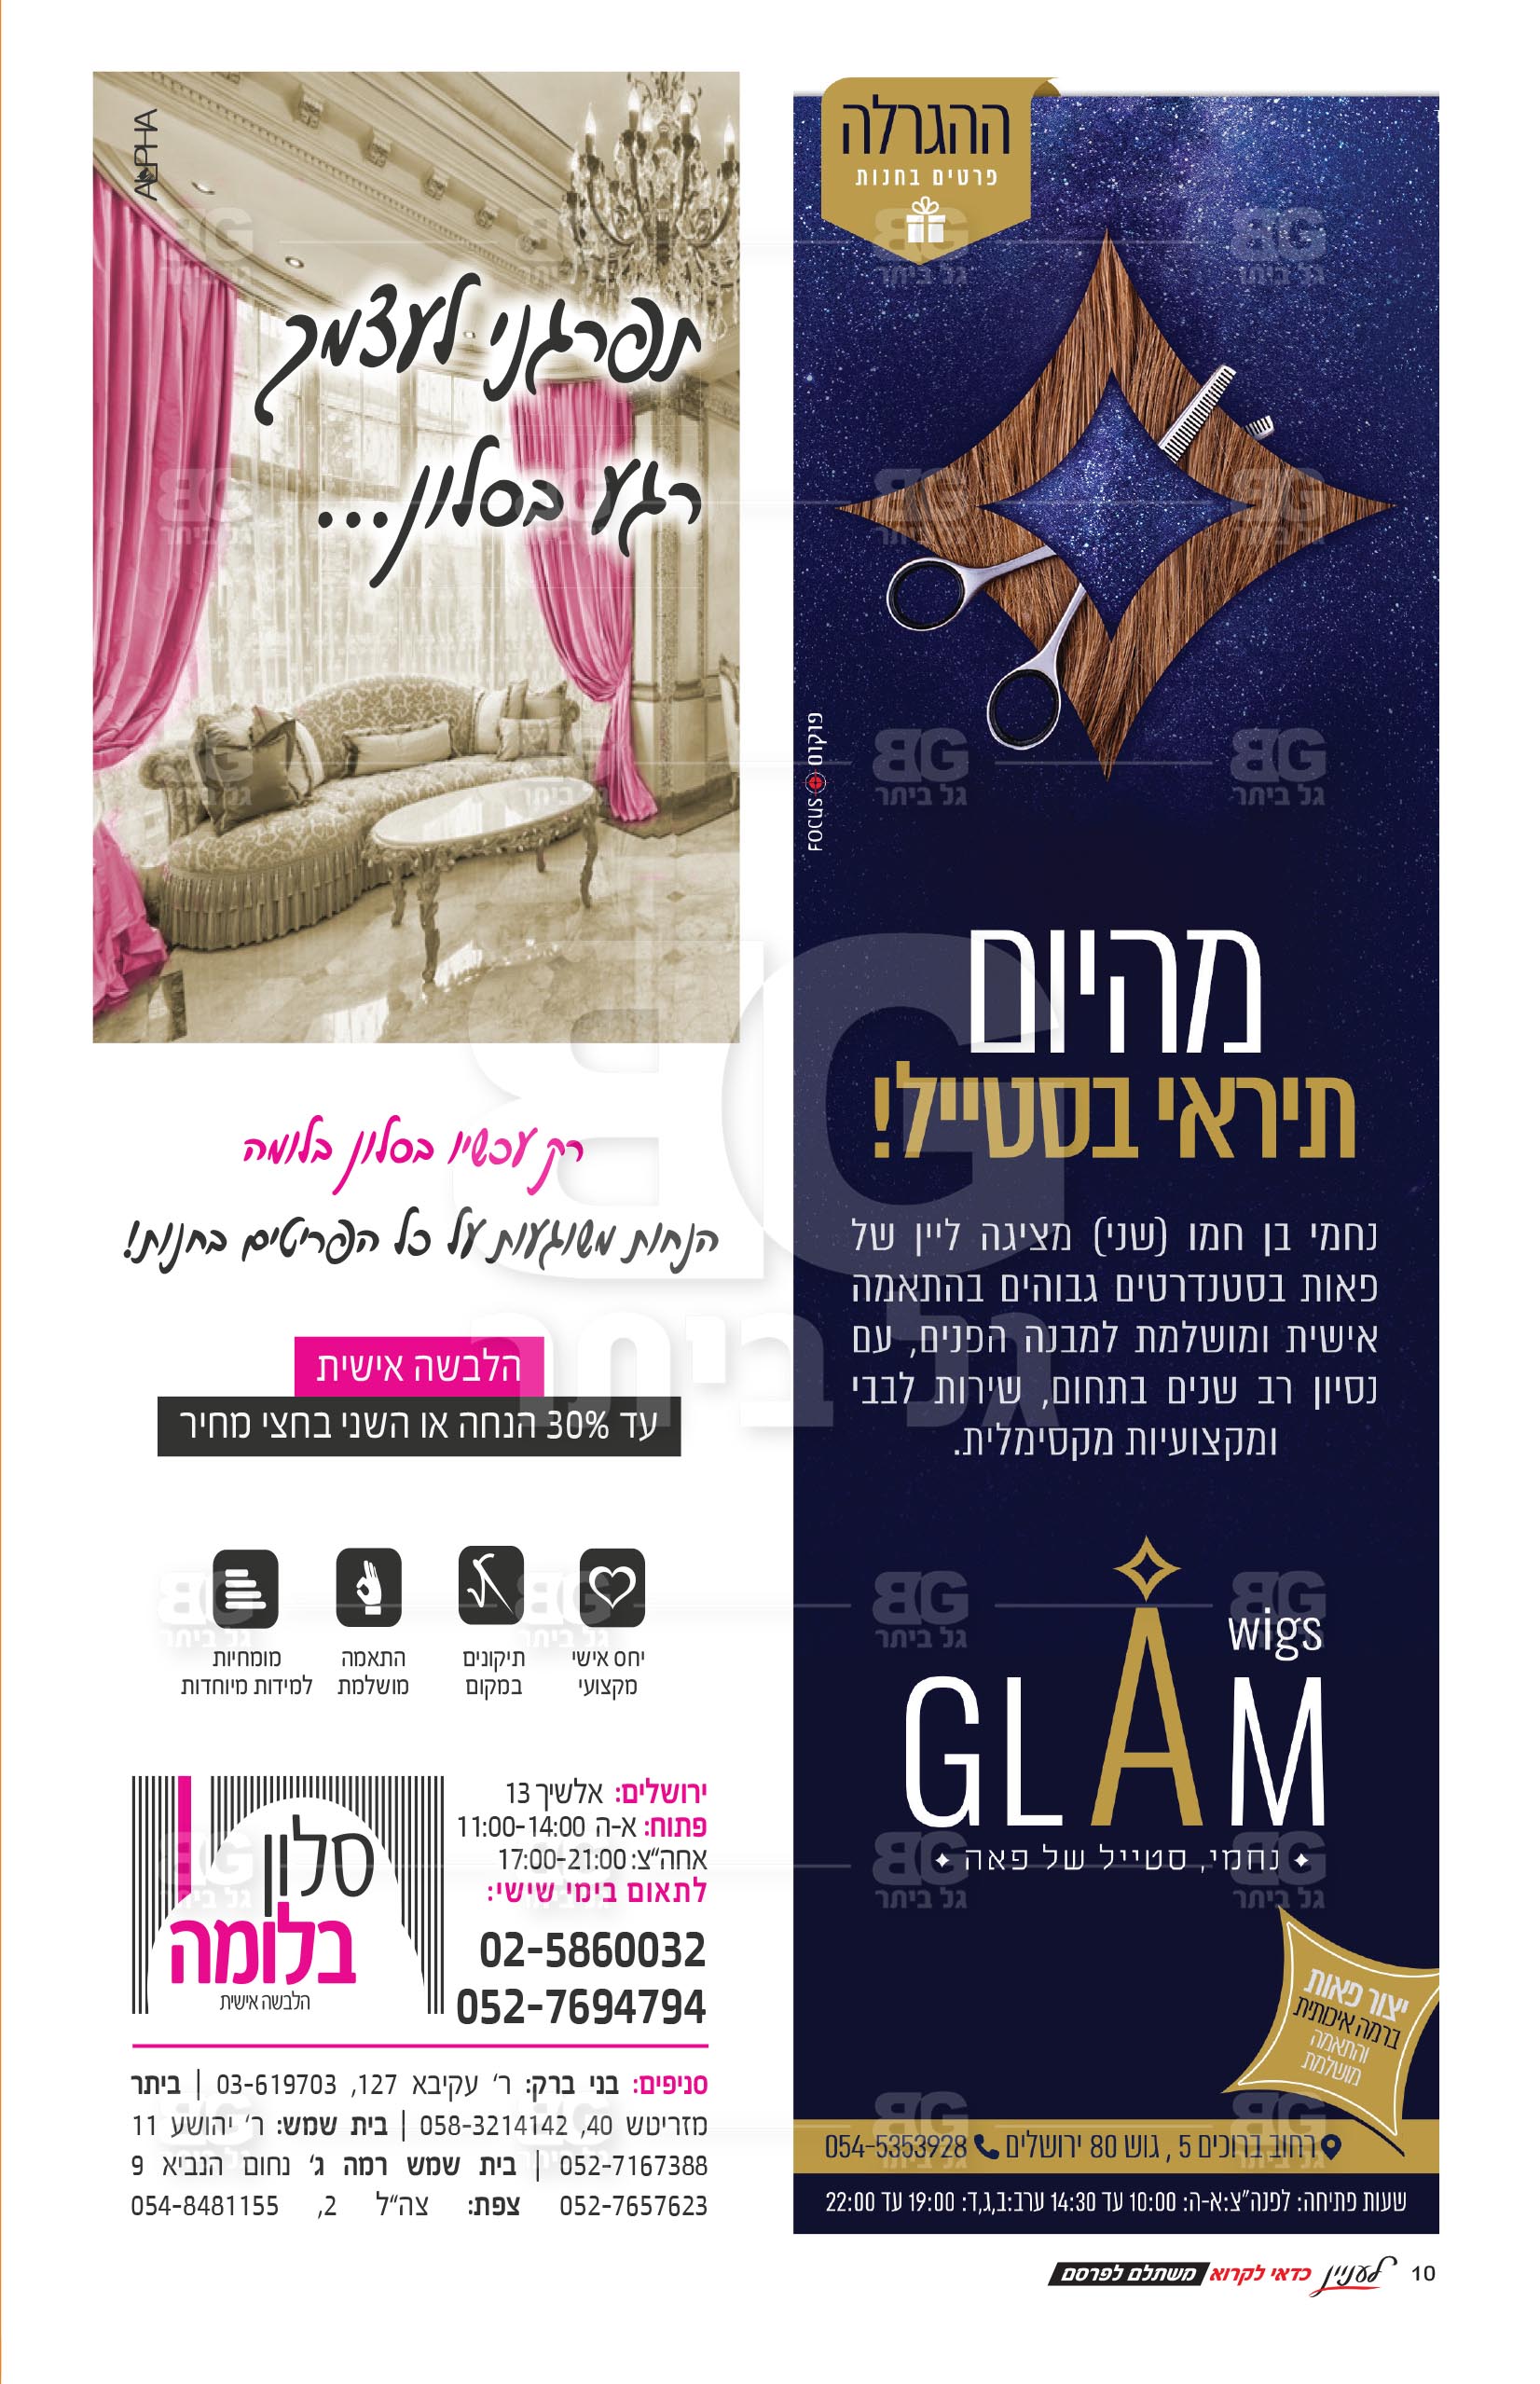 ההגרלה
פרטים בחנות
פוקוס FOCUS
מהיום
תיראי בסטייל!
נחמי בן חמו (שני) מציגה ליין של
פאות בסטנדרטים גבוהים בהתאמה
אישית ומושלמת למבנה הפנים, עם
נסיון רב שנים בתחום, שירות לבבי
ומקצועיות מקסימלית.
wigs
GLAM
נחמי, סטייל של פאה
יצור פאות
ברמה איכותית
והתאמה
מושלמת
רחוב ברוכים 5 , גוש 80 ירושלים 054-5353928
שעות פתיחה: לפנה"צ:א-ה: 10:00 עד 14:30 ערב:ב,ג,ד: 19:00 עד 22:00
ALPHA
תפרגני לעצמך
רגע בסלון...
רק עכשיו בסלון בלומה
הנחות משוגעות על כל הפריטים בחנות!
הלבשה אישית
עד 30% הנחה או השני בחצי מחיר
יחס אישי
מקצועי
תיקונים
במקום
התאמה
מושלמת
מומחיות
למידות מיוחדות
ירושלים: אלשיך 13
פתוח: א-ה 11:00-14:00
אחה"צ: 17:00-21:00
לתאום בימי שישי:
02-5860032
052-7694794
סלון
בלומה
הלבשה אישית
סניפים: בני ברק: ר' עקיבא 127, 03-619703 | ביתר
מזריטש 40, 058-3214142 | בית שמש: ר' יהושע 11
052-7167388 | בית שמש רמה ג' נחום הנביא 9
052-7657623 צפת: צה"ל 2, 054-8481155
10 לעניין כדאי לקרוא משתלם לפרסם
BG
גל ביתר